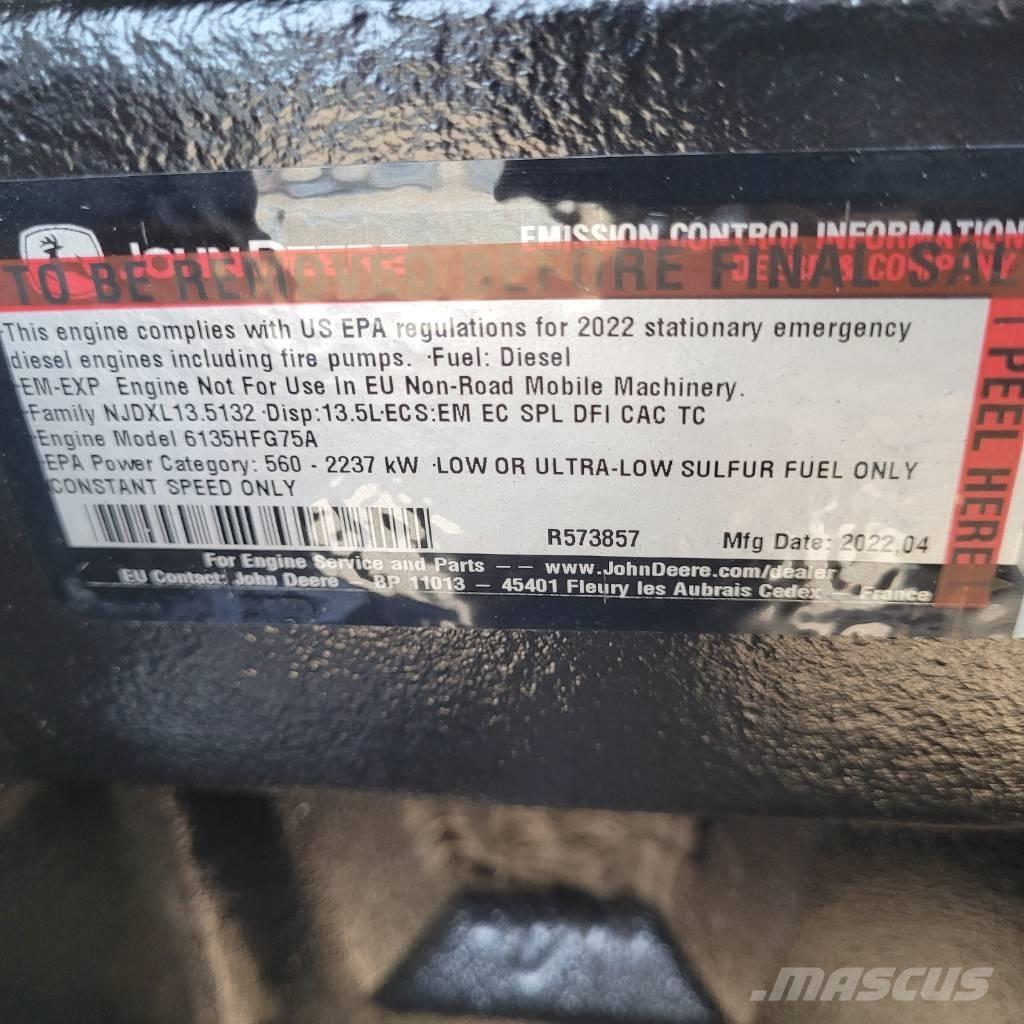 JOHN DEERE
EMISSION CONTROL INFORMATION
DEERE & COMPANY
TO BE REMOVED BEFORE FINAL SAL
This engine complies with US EPA regulations for 2022 stationary emergency
diesel engines including fire pumps. ·Fuel: Diesel
·EM-EXP Engine Not For Use In EU Non-Road Mobile Machinery.
·Family NJDXL13.5132 ·Disp:13.5L·ECS:EM EC SPL DFI CAC TC
·Engine Model 6135HFG75A
·EPA Power Category: 560 - 2237 kW ·LOW OR ULTRA-LOW SULFUR FUEL ONLY
CONSTANT SPEED ONLY
R573857
Mfg Date: 2022,04
For Engine Service and Parts – – www.JohnDeere.com/dealer
EU Contact: John Deere BP 11013 – 45401 Fleury les Aubrais Cedex – France
PEEL HERE
MASCUS